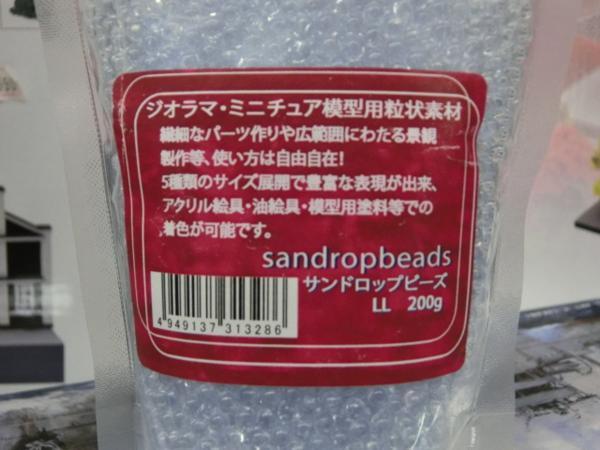 ジオラマ・ミニチュア模型用粒状素材
繊細なパーツ作りや広範囲にわたる景観
製作等、使い方は自由自在!
5種類のサイズ展開で豊富な表現が出来、
アクリル絵具・油絵具・模型用塗料等での
着色が可能です。
sandropbeads
サンドロップビーズ
LL 200g
4 949137 313286